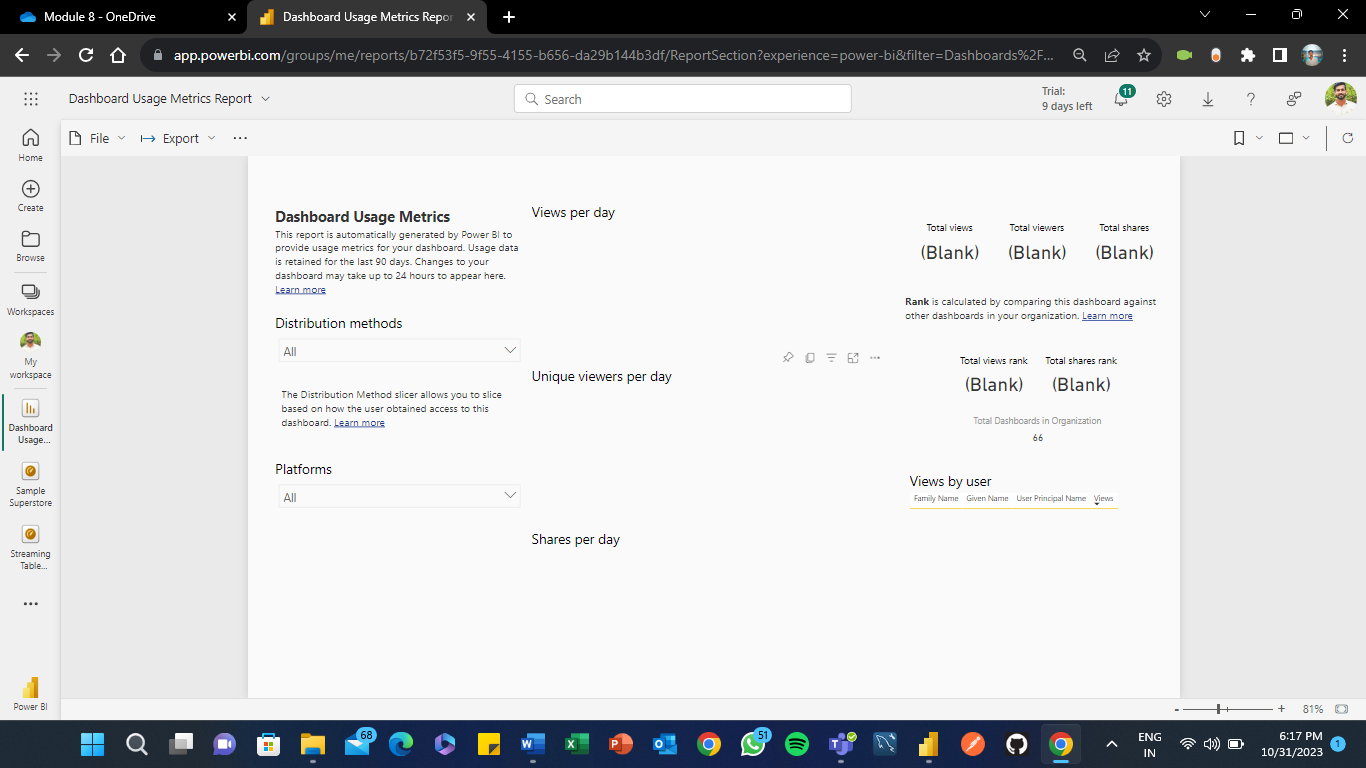 Module 8 - OneDrive
Dashboard Usage Metrics Repor
app.powerbi.com/groups/me/reports/b72f53f5-9f55-4155-b656-da29b144b3df/ReportSection?experience=power-bi&filter=Dashboards%2F...
Dashboard Usage Metrics Report
Search
Trial:
9 days left
11
File
Export
Home
Create
Browse
Workspaces
My
workspace
Dashboard
Usage...
Sample
Superstore
Streaming
Table...
Power BI
Dashboard Usage Metrics
This report is automatically generated by Power BI to
provide usage metrics for your dashboard. Usage data
is retained for the last 90 days. Changes to your
dashboard may take up to 24 hours to appear here.
Learn more
Distribution methods
All
The Distribution Method slicer allows you to slice
based on how the user obtained access to this
dashboard. Learn more
Platforms
All
Views per day
Unique viewers per day
Shares per day
Total views Total viewers Total shares
(Blank) (Blank) (Blank)
Rank is calculated by comparing this dashboard against
other dashboards in your organization. Learn more
Total views rank Total shares rank
(Blank) (Blank)
Total Dashboards in Organization
66
Views by user
Family Name Given Name User Principal Name Views
81%
68
51
ENG
IN
6:17 PM
10/31/2023
1